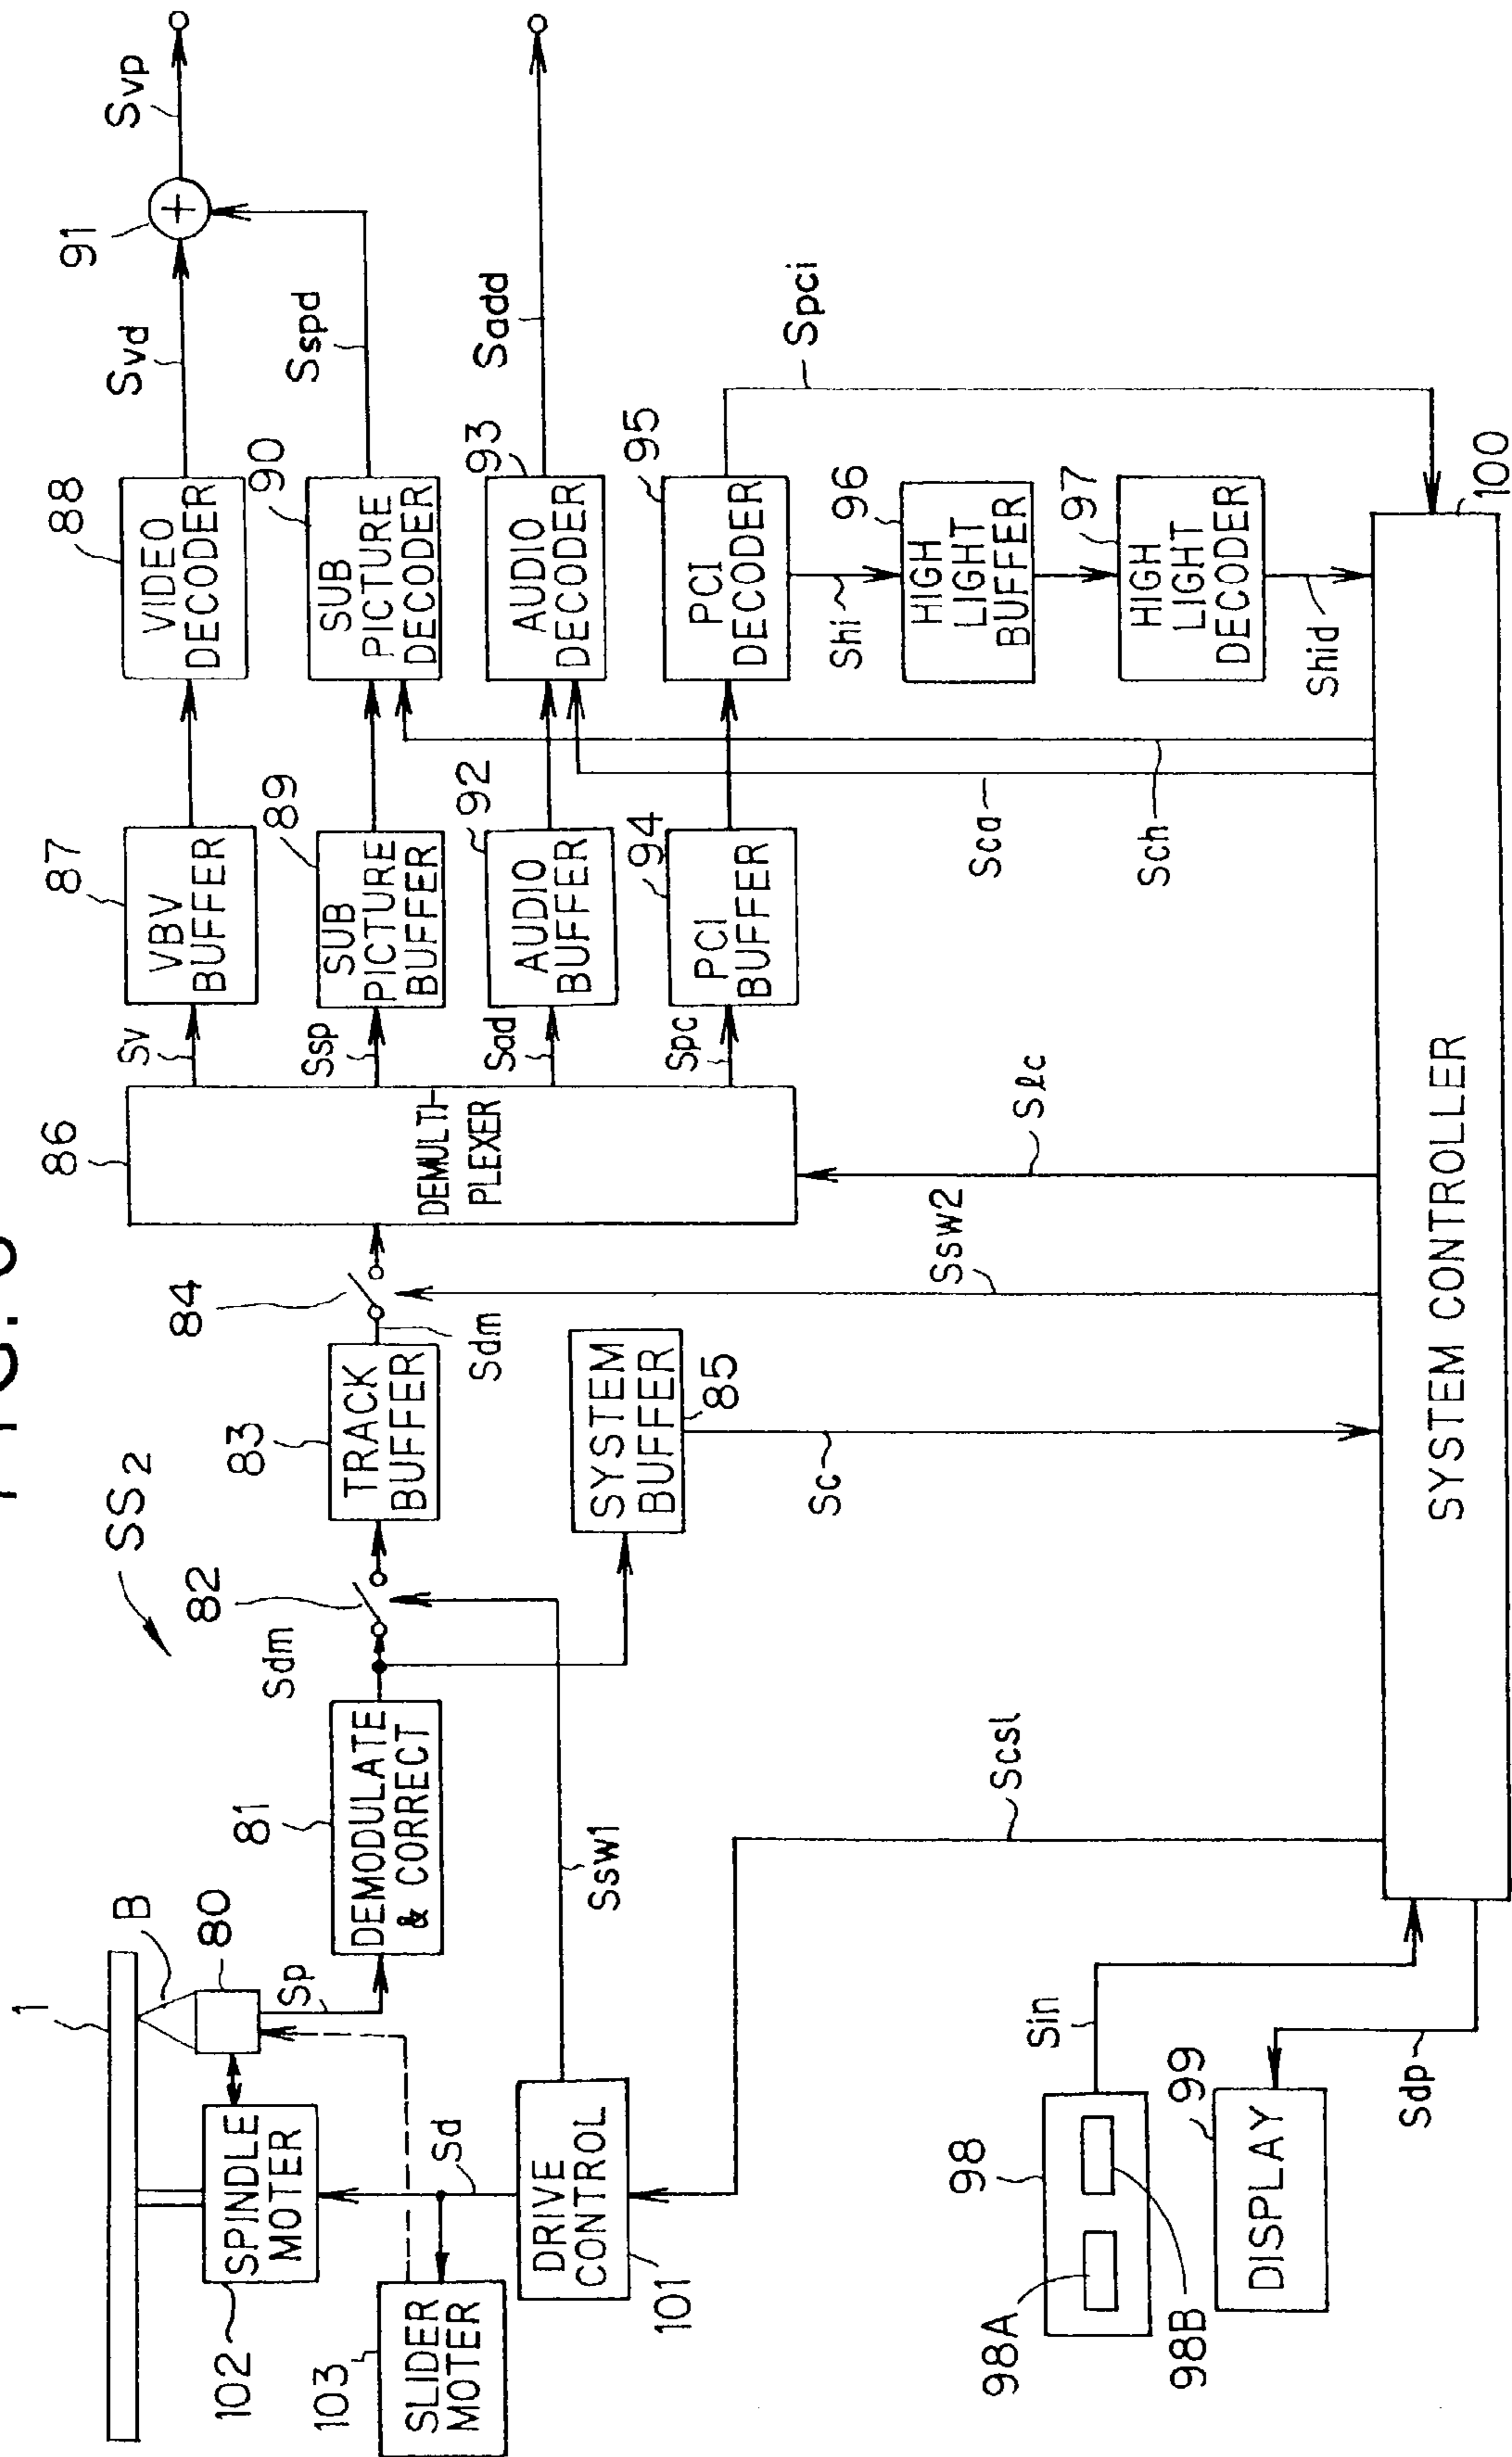 SS2
1
B
80
Sp
102
SPINDLE
MOTER
103
SLIDER
MOTER
Sd
DRIVE
CONTROL
101
81
DEMODULATE
& CORRECT
Sdm
82
Ssw1
83
TRACK
BUFFER
84
Sdm
SYSTEM
BUFFER
85
Sc
Ssw2
86
DEMULTI-
PLEXER
Slc
Sv
Ssp
Sad
Spc
87
VBV
BUFFER
89
SUB
PICTURE
BUFFER
92
AUDIO
BUFFER
94
PCI
BUFFER
88
VIDEO
DECODER
90
SUB
PICTURE
DECODER
93
AUDIO
DECODER
95
PCI
DECODER
Svd
91
Svp
Sspd
Sadd
Spci
Shi
96
HIGH
LIGHT
BUFFER
97
HIGH
LIGHT
DECODER
Shid
Sca
Sch
Scsl
98
98A
98B
Sin
99
DISPLAY
Sdp
SYSTEM CONTROLLER
100